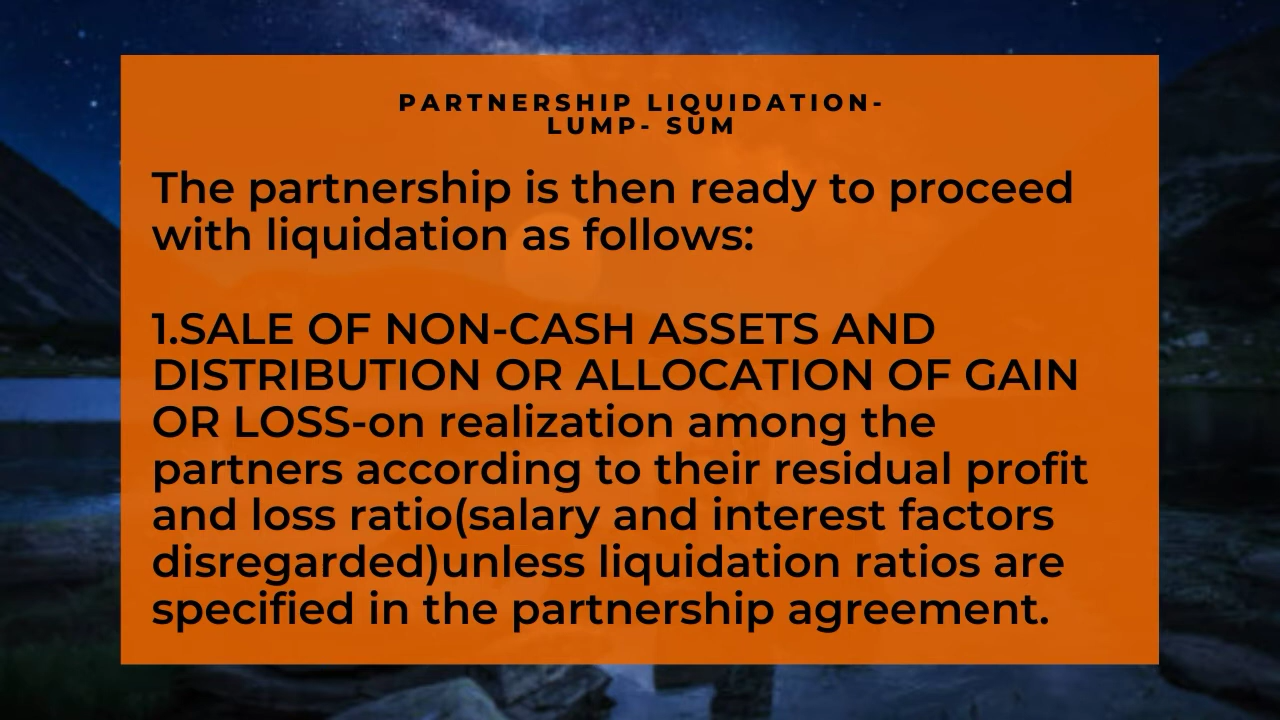 PARTNERSHIP LIQUIDATION-
LUMP- SUM
The partnership is then ready to proceed
with liquidation as follows:
1.SALE OF NON-CASH ASSETS AND
DISTRIBUTION OR ALLOCATION OF GAIN
OR LOSS-on realization among the
partners according to their residual profit
and loss ratio(salary and interest factors
disregarded)unless liquidation ratios are
specified in the partnership agreement.